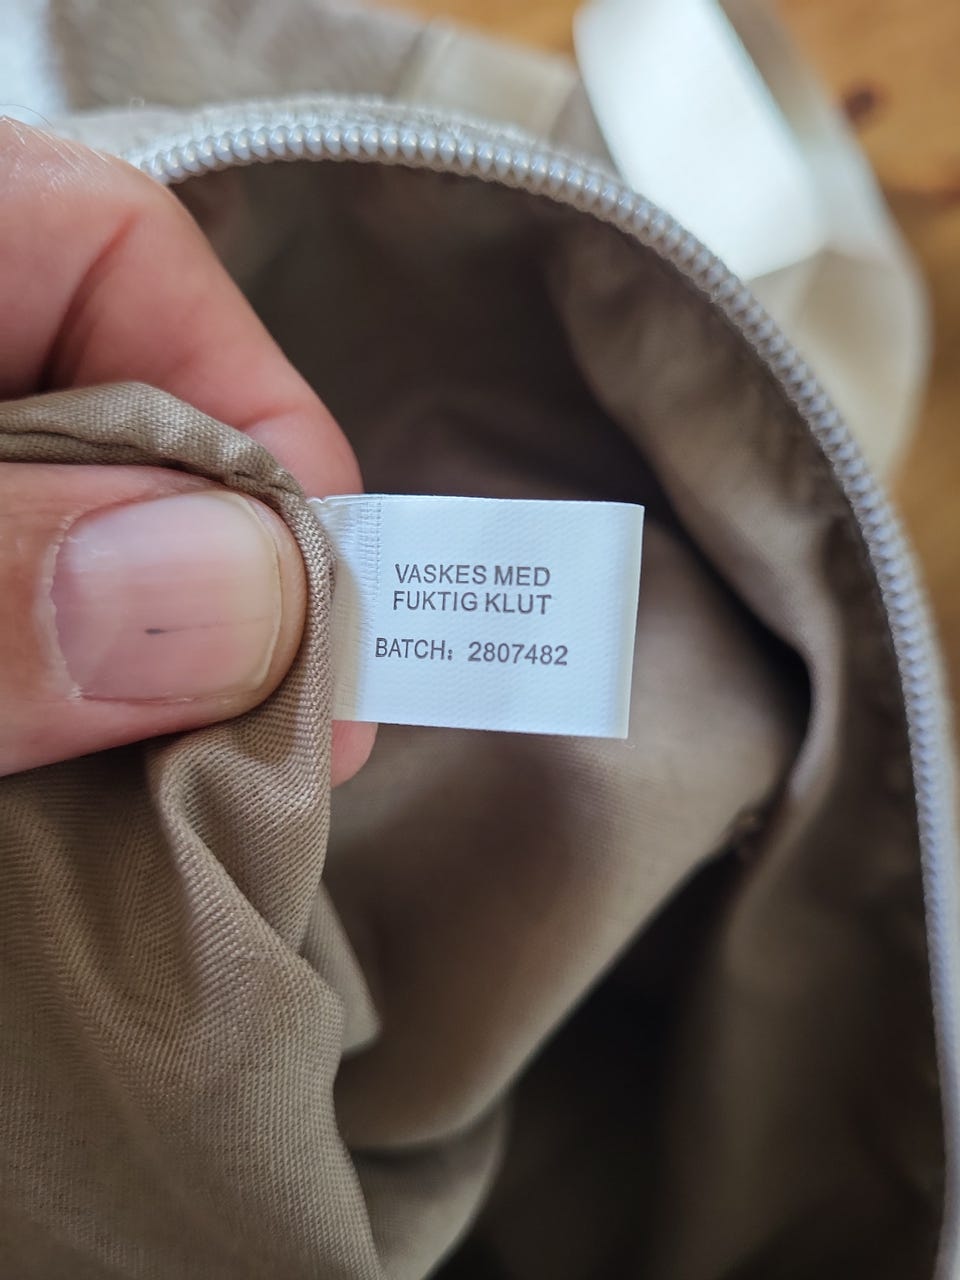 VASKES MED
FUKTIG KLUT
BATCH: 2807482